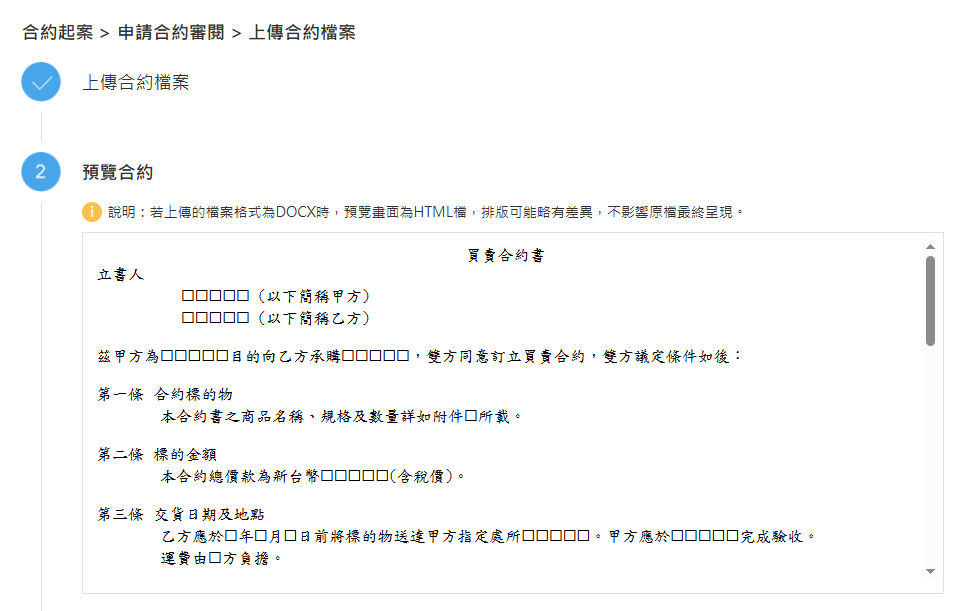 合約起案 > 申請合約審閱 > 上傳合約檔案
上傳合約檔案
2
預覽合約
i 說明：若上傳的檔案格式為DOCX時，預覽畫面為HTML檔，排版可能略有差異，不影響原檔最終呈現。
買賣合約書
立書人
□□□□□（以下簡稱甲方）
□□□□□（以下簡稱乙方）
茲甲方為□□□□□目的向乙方承購□□□□□，雙方同意訂立買賣合約，雙方議定條件如後：
第一條 合約標的物
本合約書之商品名稱、規格及數量詳如附件□所載。
第二條 標的金額
本合約總價款為新台幣□□□□□(含稅價)。
第三條 交貨日期及地點
乙方應於□年□月□日前將標的物送達甲方指定處所□□□□□。甲方應於□□□□□完成驗收。
運費由□方負擔。